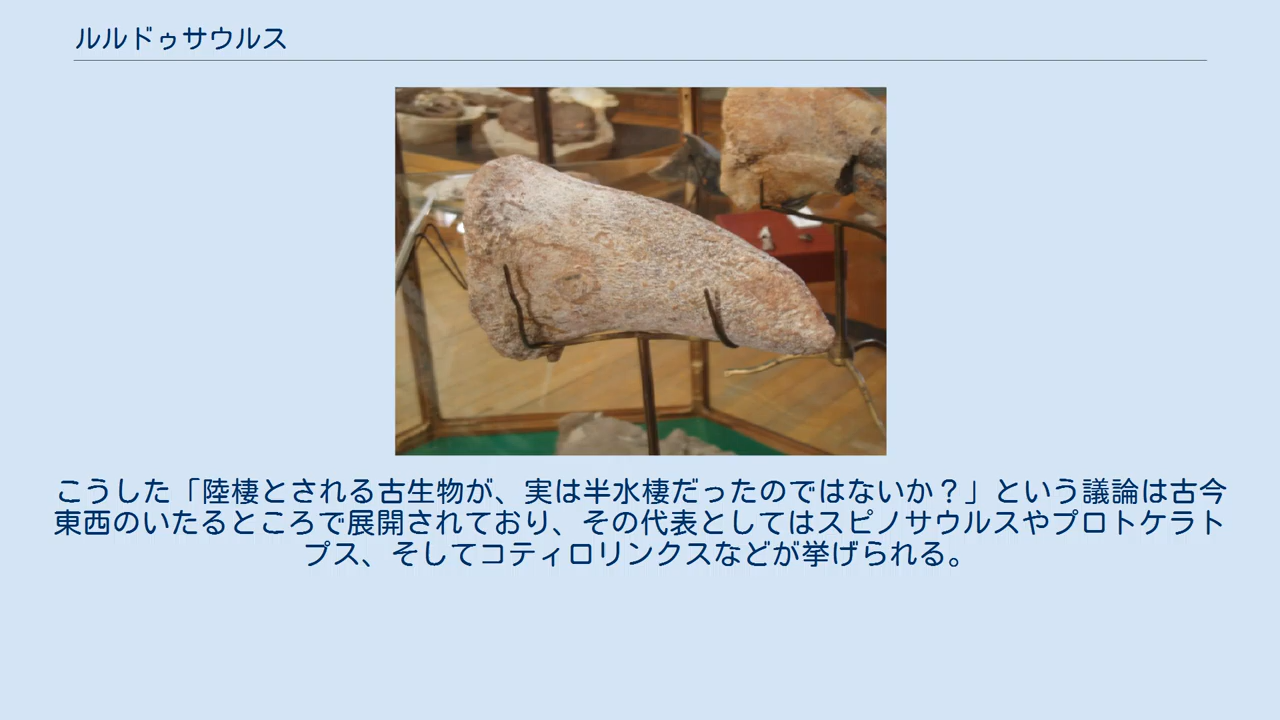 ルルドゥサウルス
こうした「陸棲とされる古生物が、実は半水棲だったのではないか？」という議論は古今
東西のいたるところで展開されており、その代表としてはスピノサウルスやプロトケラト
プス、そしてコティロリンクスなどが挙げられる。